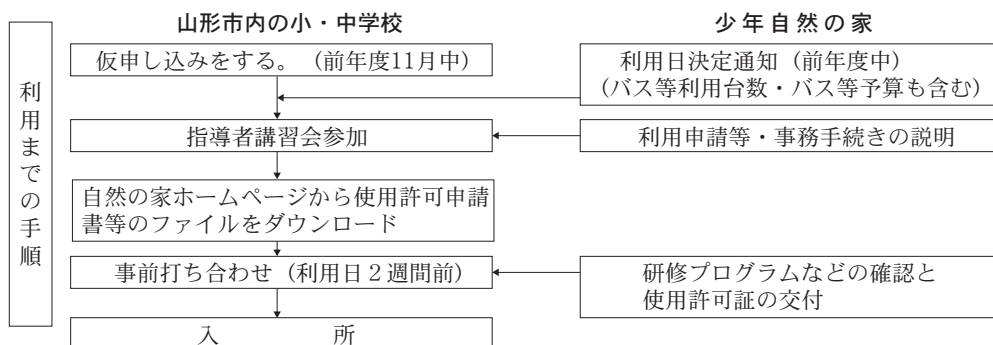 山形市内の小・中学校
少年自然の家
利用までの手順
仮申し込みをする。（前年度11月中）
利用日決定通知（前年度中）
（バス等利用台数・バス等予算も含む）
指導者講習会参加
利用申請等・事務手続きの説明
自然の家ホームページから使用許可申請
書等のファイルをダウンロード
事前打ち合わせ（利用日２週間前）
研修プログラムなどの確認と
使用許可証の交付
入　　　　　所